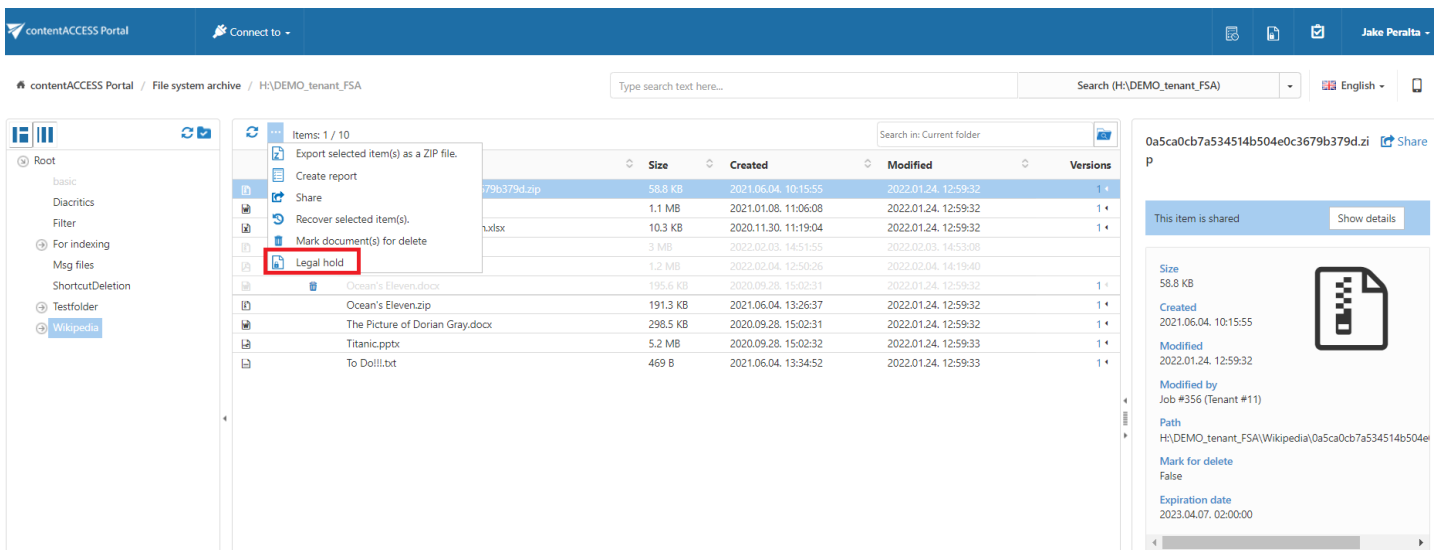 contentACCESS Portal
Connect to
Jake Peralta
contentACCESS Portal / File system archive / H:\DEMO_tenant_FSA
Type search text here...
Search (H:\DEMO_tenant_FSA)
English
Root
basic
Diacritics
Filter
For indexing
Msg files
ShortcutDeletion
Testfolder
Wikipedia
Items: 1 / 10
Search in: Current folder
Export selected item(s) as a ZIP file.
Create report
Share
Recover selected item(s).
Mark document(s) for delete
Legal hold
Size Created Modified Versions
679b379d.zip 58.8 KB 2021.06.04. 10:15:55 2022.01.24. 12:59:32 1
1.1 MB 2021.01.08. 11:06:08 2022.01.24. 12:59:32 1
n.xlsx 10.3 KB 2020.11.30. 11:19:04 2022.01.24. 12:59:32 1
3 MB 2022.02.03. 14:51:55 2022.02.03. 14:53:08
1.2 MB 2022.02.04. 12:50:26 2022.02.04. 14:19:40
Ocean's Eleven.docx 195.6 KB 2020.09.28. 15:02:31 2022.01.24. 12:59:32 1
Ocean's Eleven.zip 191.3 KB 2021.06.04. 13:26:37 2022.01.24. 12:59:32 1
The Picture of Dorian Gray.docx 298.5 KB 2020.09.28. 15:02:31 2022.01.24. 12:59:32 1
Titanic.pptx 5.2 MB 2020.09.28. 15:02:32 2022.01.24. 12:59:33 1
To Do!!!.txt 469 B 2021.06.04. 13:34:52 2022.01.24. 12:59:33 1
0a5ca0cb7a534514b504e0c3679b379d.zi
p
Share
This item is shared
Show details
Size
58.8 KB
Created
2021.06.04. 10:15:55
Modified
2022.01.24. 12:59:32
Modified by
Job #356 (Tenant #11)
Path
H:\DEMO_tenant_FSA\Wikipedia\0a5ca0cb7a534514b504e
Mark for delete
False
Expiration date
2023.04.07. 02:00:00